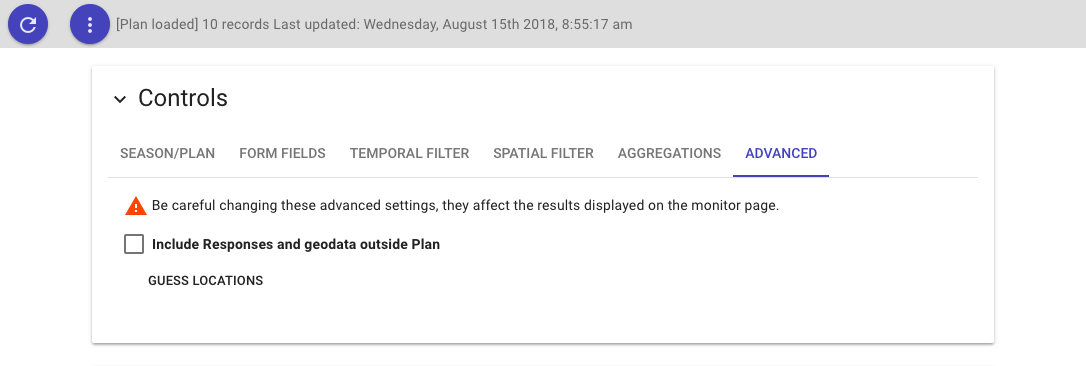 [Plan loaded] 10 records Last updated: Wednesday, August 15th 2018, 8:55:17 am
Controls
SEASON/PLAN FORM FIELDS TEMPORAL FILTER SPATIAL FILTER AGGREGATIONS ADVANCED
Be careful changing these advanced settings, they affect the results displayed on the monitor page.
Include Responses and geodata outside Plan
GUESS LOCATIONS